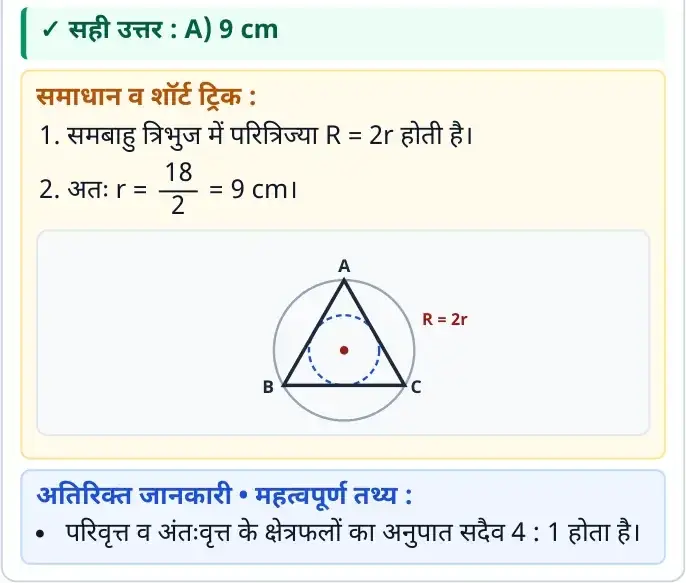 ✓ सही उत्तर : A) 9 cm
समाधान व शॉर्ट ट्रिक :
1. समबाहु त्रिभुज में परित्रिज्या R = 2r होती है।
2. अतः r = 18/2 = 9 cm।
A
R = 2r
B
C
अतिरिक्त जानकारी • महत्वपूर्ण तथ्य :
• परिवृत्त व अंतःवृत्त के क्षेत्रफलों का अनुपात सदैव 4 : 1 होता है।